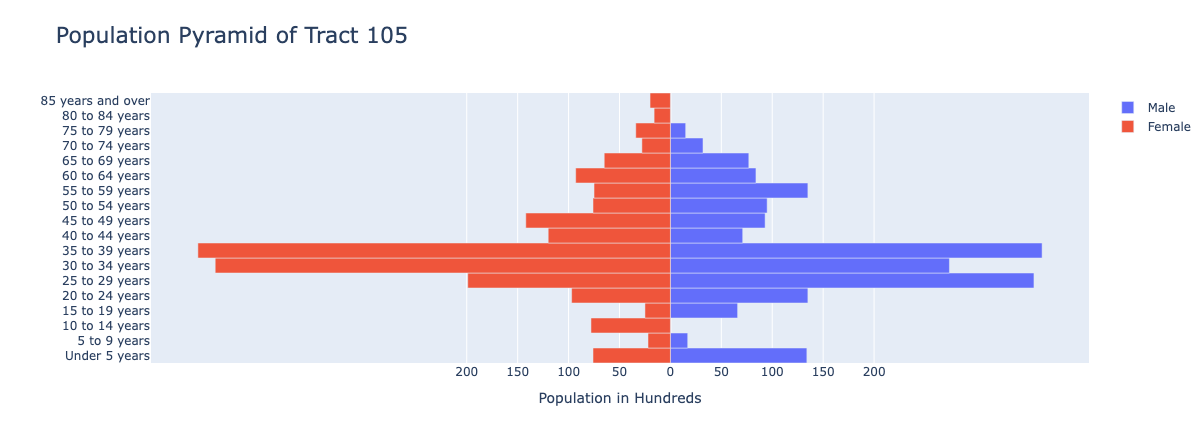 Population Pyramid of Tract 105
85 years and over
80 to 84 years
75 to 79 years
70 to 74 years
65 to 69 years
60 to 64 years
55 to 59 years
50 to 54 years
45 to 49 years
40 to 44 years
35 to 39 years
30 to 34 years
25 to 29 years
20 to 24 years
15 to 19 years
10 to 14 years
5 to 9 years
Under 5 years
200 150 100 50 0 50 100 150 200
Population in Hundreds
Male
Female